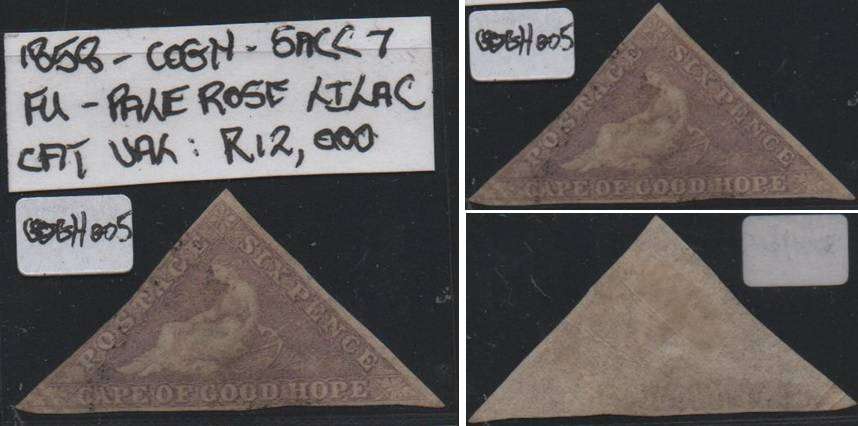 1858 - COGH - SACC 7
FU - PALE ROSE LILAC
CAT VAL: R12,000
COGH005
POSTAGE
SIX PENCE
CAPE OF GOOD HOPE
COGH005
POSTAGE
SIX PENCE
CAPE OF GOOD HOPE